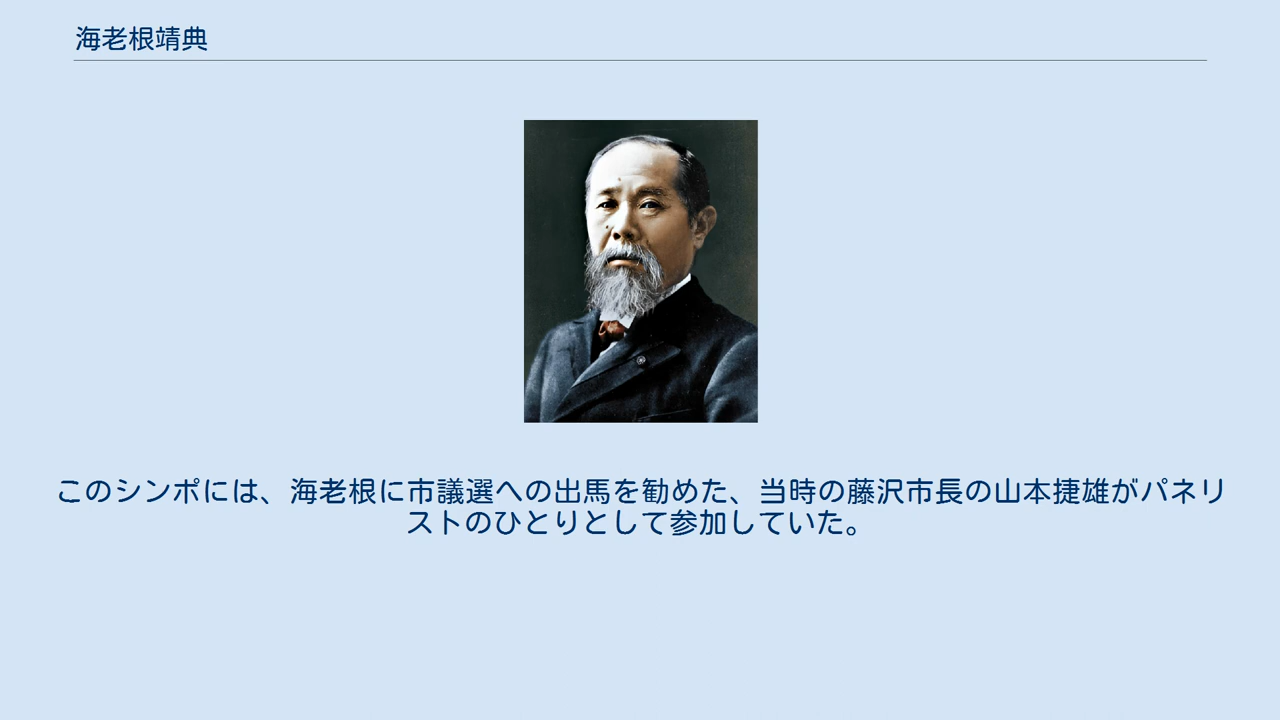 海老根靖典
このシンポには、海老根に市議選への出馬を勧めた、当時の藤沢市長の山本捷雄がパネリ
ストのひとりとして参加していた。